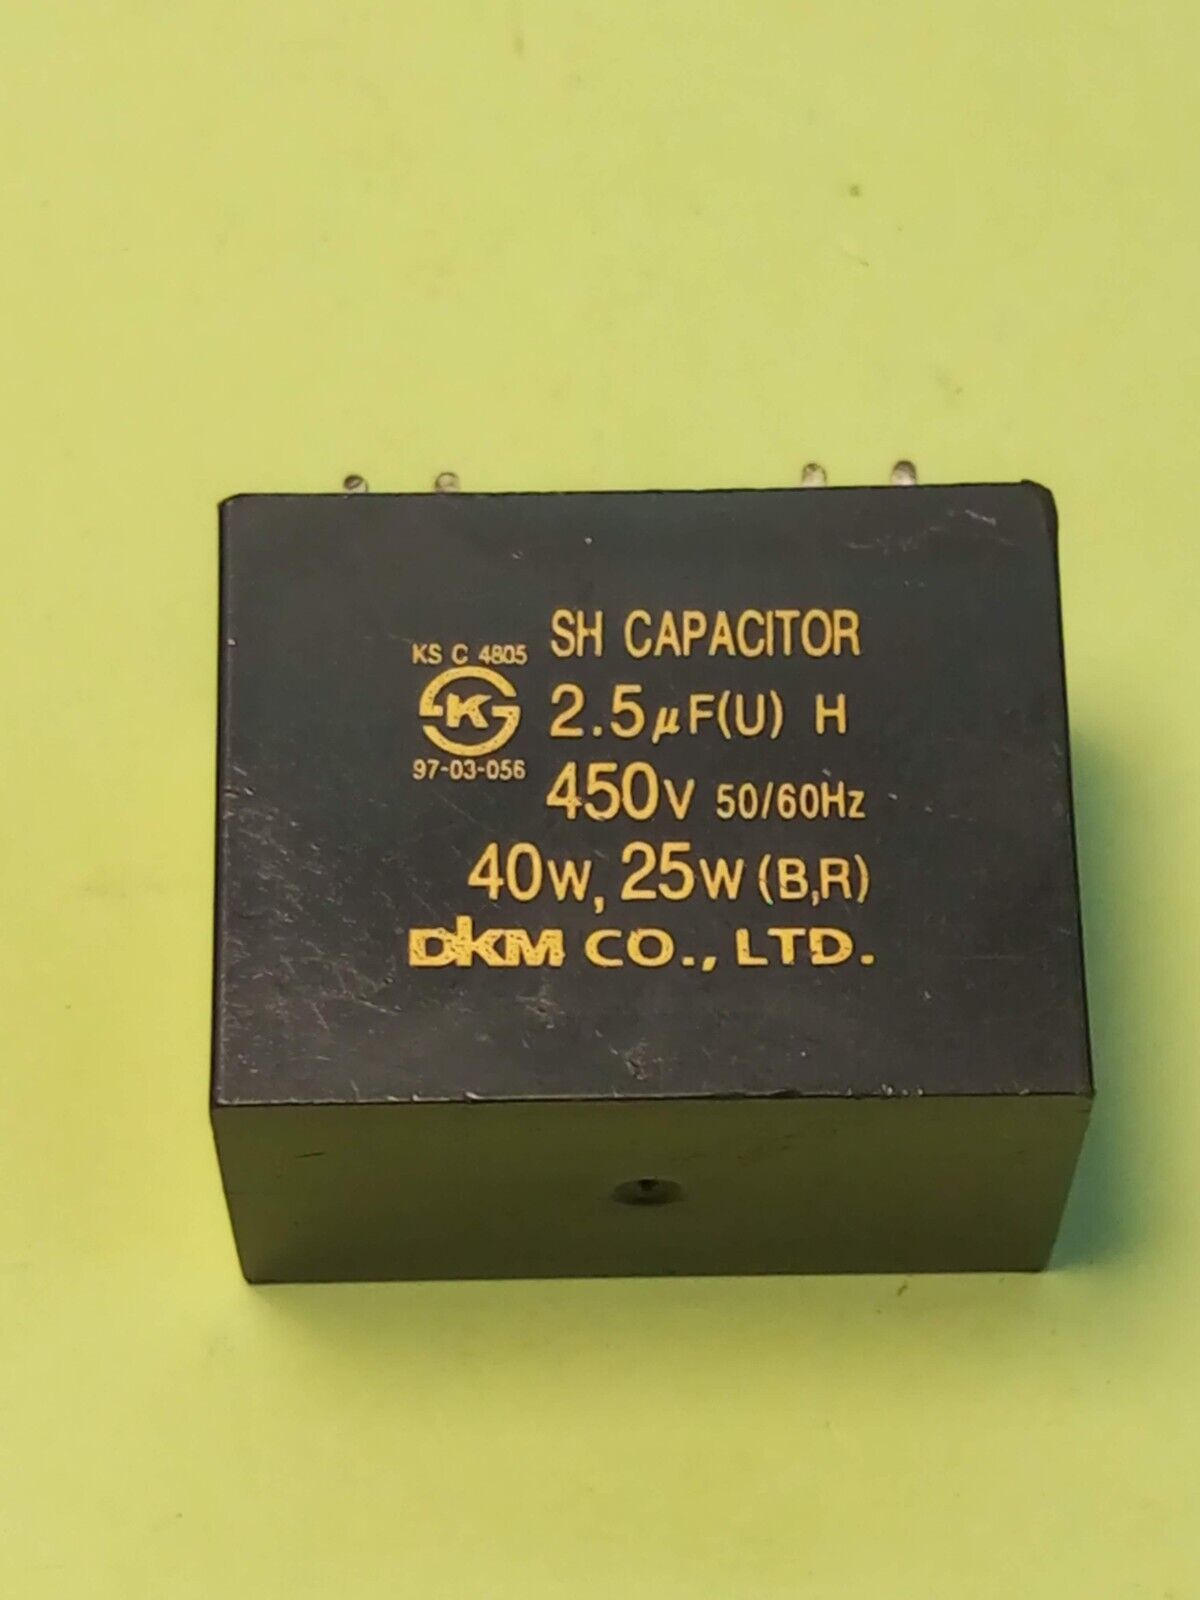 SH CAPACITOR
KS C 4805
K
97-03-056
2.5µF(U) H
450V 50/60Hz
40W, 25W (B,R)
DKM CO., LTD.